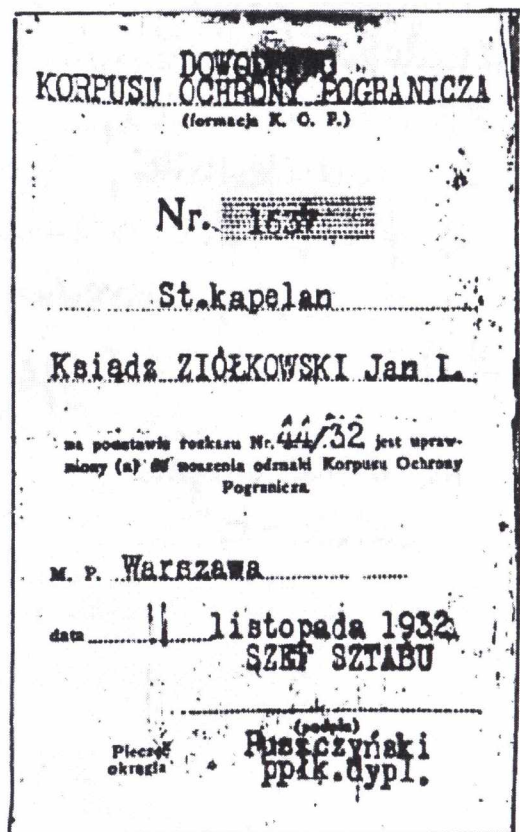 DOWÓDZTWO
KORPUSU OCHRONY POGRANICZA
(formacja K. O. P.)
Nr. 1637
St.kapelan
Ksiądz ZIÓŁKOWSKI Jan L.
na podstawie rozkazu Nr. 44/32 jest upraw-
niony (a) do noszenia odznaki Korpusu Ochrony
Pogranicza.
M. P. Warszawa
data 11 listopada 1932
SZEF SZTABU
(podpis)
Pieczęć
okrągła
Ruszczyński
ppłk.dypl.